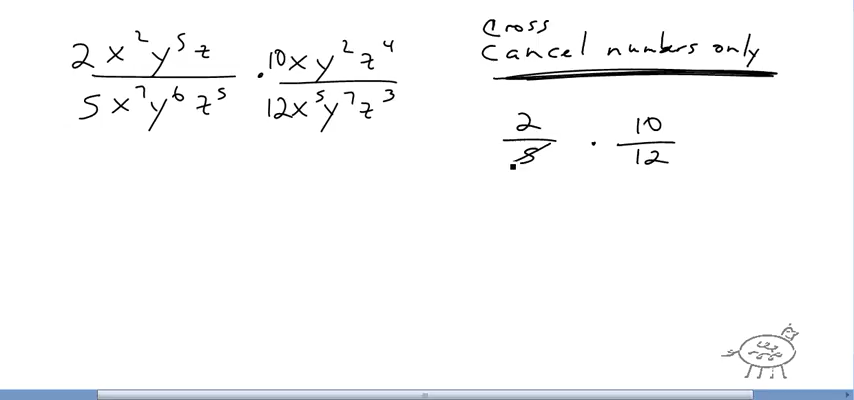 2x²y⁵z / 5x⁷y⁶z⁵ · 10xy²z⁴ / 12x⁵y⁷z³
Cross
Cancel numbers only
2/5 · 10/12